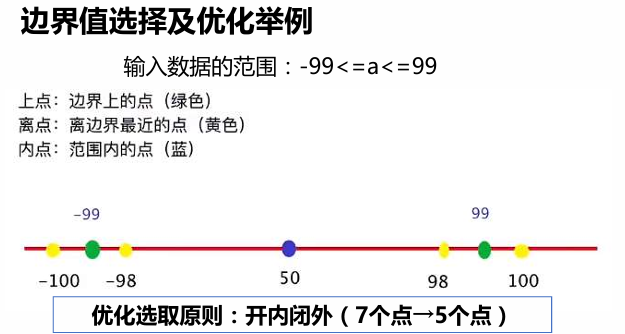 边界值选择及优化举例
输入数据的范围：-99<=a<=99
上点：边界上的点（绿色）
离点：离边界最近的点（黄色）
内点：范围内的点（蓝）
-99 99
-100 -98 50 98 100
优化选取原则：开内闭外（7个点→5个点）